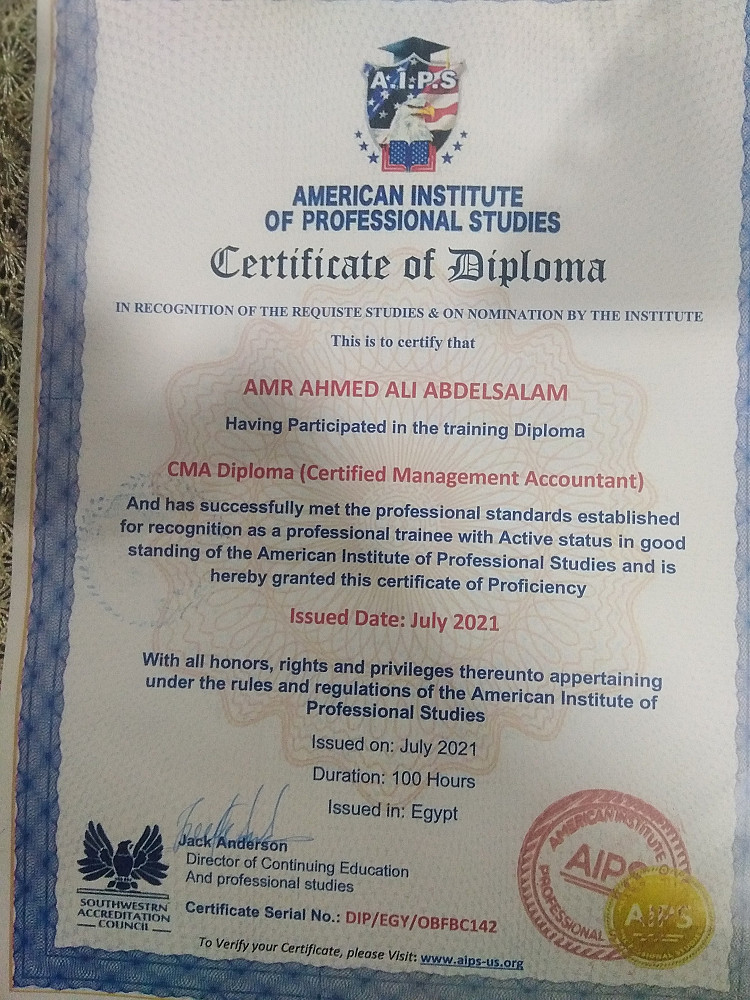 A.I.P.S
AMERICAN INSTITUTE
OF PROFESSIONAL STUDIES
Certificate of Diploma
IN RECOGNITION OF THE REQUISTE STUDIES & ON NOMINATION BY THE INSTITUTE
This is to certify that
AMR AHMED ALI ABDELSALAM
Having Participated in the training Diploma
CMA Diploma (Certified Management Accountant)
And has successfully met the professional standards established
for recognition as a professional trainee with Active status in good
standing of the American Institute of Professional Studies and is
hereby granted this certificate of Proficiency
Issued Date: July 2021
With all honors, rights and privileges thereunto appertaining
under the rules and regulations of the American Institute of
Professional Studies
Issued on: July 2021
Duration: 100 Hours
Issued in: Egypt
Jack Anderson
Director of Continuing Education
And professional studies
SOUTHWESTRN
ACCREDITATION
COUNCIL
Certificate Serial No.: DIP/EGY/OBFBC142
To Verify your Certificate, please Visit: www.aips-us.org
AMERICAN INSTITUTE
AIPS
PROFESSIONAL
AIPS